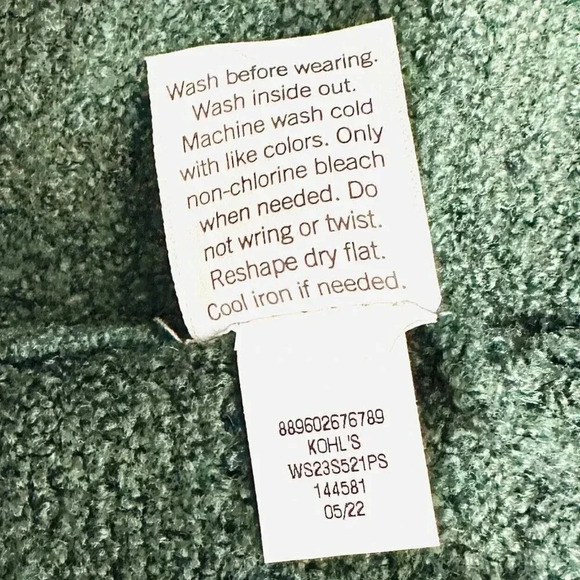 Wash before wearing.
Wash inside out.
Machine wash cold
with like colors. Only
non-chlorine bleach
when needed. Do
not wring or twist.
Reshape dry flat.
Cool iron if needed.
889602676789
KOHL'S
WS23S521PS
144581
05/22